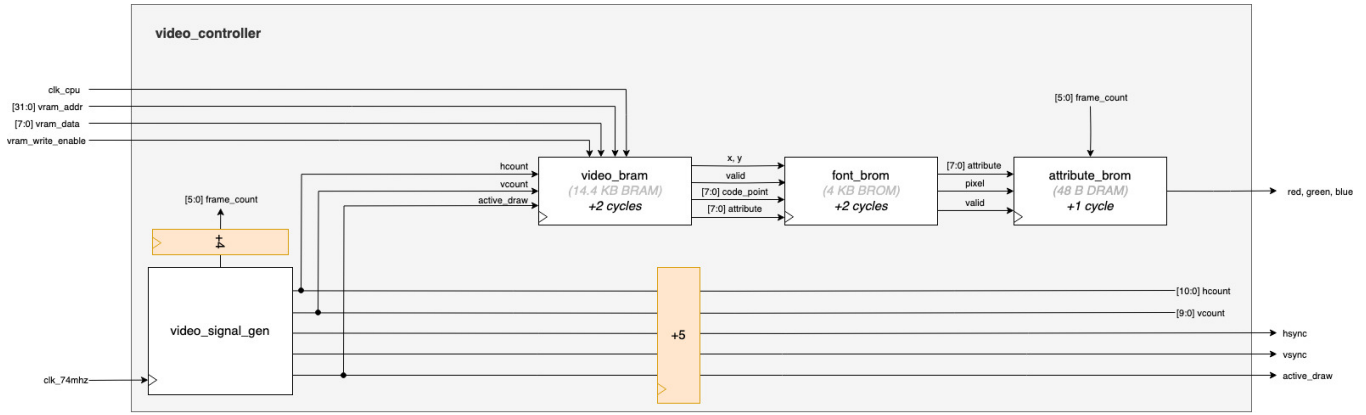 video_controller
clk_cpu
[31:0] vram_addr
[7:0] vram_data
vram_write_enable
[5:0] frame_count
hcount
vcount
active_draw
video_bram
(14.4 KB BRAM)
+2 cycles
x, y
valid
[7:0] code_point
[7:0] attribute
font_brom
(4 KB BROM)
+2 cycles
[7:0] attribute
pixel
valid
attribute_brom
(48 B DRAM)
+1 cycle
red, green, blue
[5:0] frame_count
+4
video_signal_gen
clk_74mhz
+5
[10:0] hcount
[9:0] vcount
hsync
vsync
active_draw